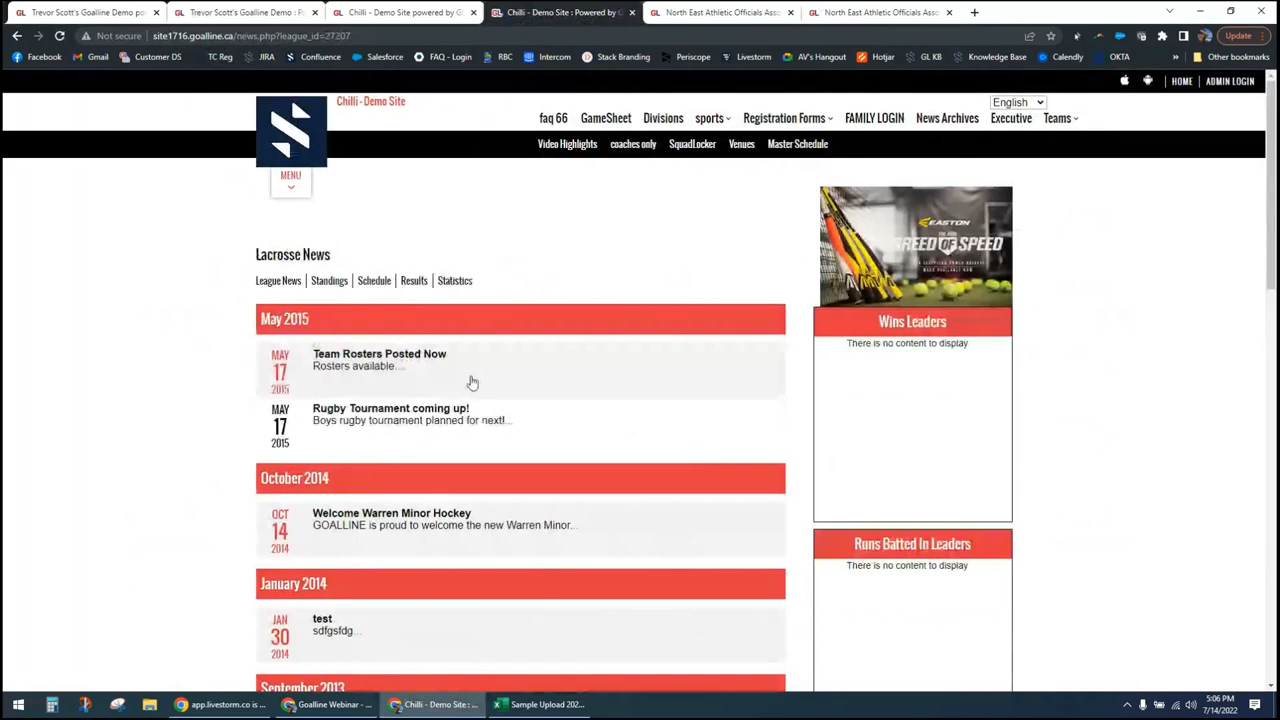 Trevor Scott's Goalline Demo po
Trevor Scott's Goalline Demo : P
Chilli - Demo Site powered by G
Chilli - Demo Site : Powered by G
North East Athletic Officials Asso
North East Athletic Officials Asso
Not secure
site1716.goalline.ca/news.php?league_id=27207
Update
Facebook
Gmail
Customer DS
TC Reg
JIRA
Confluence
Salesforce
FAQ - Login
RBC
Intercom
Stack Branding
Periscope
Livestorm
AV's Hangout
Hotjar
GL KB
Knowledge Base
Calendly
OKTA
Other bookmarks
HOME
ADMIN LOGIN
Chilli - Demo Site
English
faq 66
GameSheet
Divisions
sports
Registration Forms
FAMILY LOGIN
News Archives
Executive
Teams
Video Highlights
coaches only
SquadLocker
Venues
Master Schedule
MENU
EASTON
BREED OF SPEED
Lacrosse News
League News | Standings | Schedule | Results | Statistics
May 2015
MAY
17
2015
Team Rosters Posted Now
Rosters available....
MAY
17
2015
Rugby Tournament coming up!
Boys rugby tournament planned for next!...
October 2014
OCT
14
2014
Welcome Warren Minor Hockey
GOALLINE is proud to welcome the new Warren Minor...
January 2014
JAN
30
2014
test
sdfgsfdg...
September 2013
Wins Leaders
There is no content to display
Runs Batted In Leaders
There is no content to display
app.livestorm.co is ...
Goalline Webinar - ...
Chilli - Demo Site : ...
Sample Upload 202...
5:06 PM
7/14/2022